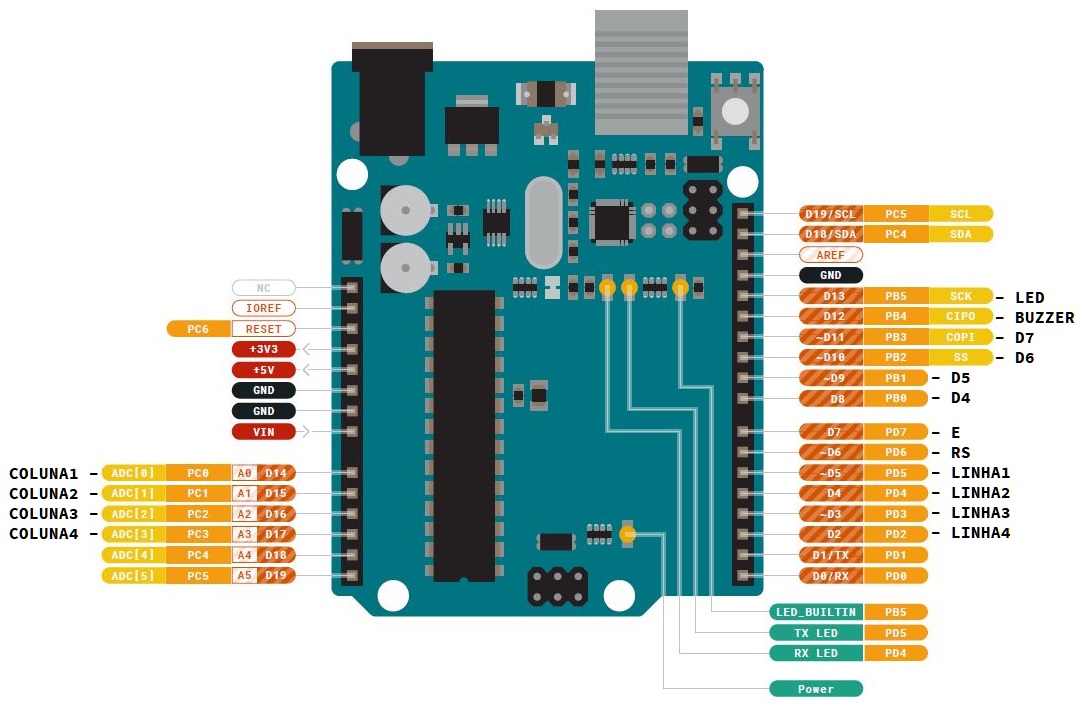 NC
IOREF
PC6 RESET
+3V3
+5V
GND
GND
VIN
COLUNA1 – ADC[0] PC0 A0 D14
COLUNA2 – ADC[1] PC1 A1 D15
COLUNA3 – ADC[2] PC2 A2 D16
COLUNA4 – ADC[3] PC3 A3 D17
ADC[4] PC4 A4 D18
ADC[5] PC5 A5 D19
D19/SCL PC5 SCL
D18/SDA PC4 SDA
AREF
GND
D13 PB5 SCK – LED
D12 PB4 CIPO – BUZZER
~D11 PB3 COPI – D7
~D10 PB2 SS – D6
~D9 PB1 – D5
D8 PB0 – D4
D7 PD7 – E
~D6 PD6 – RS
~D5 PD5 – LINHA1
D4 PD4 – LINHA2
~D3 PD3 – LINHA3
D2 PD2 – LINHA4
D1/TX PD1
D0/RX PD0
LED_BUILTIN PB5
TX LED PD5
RX LED PD4
Power